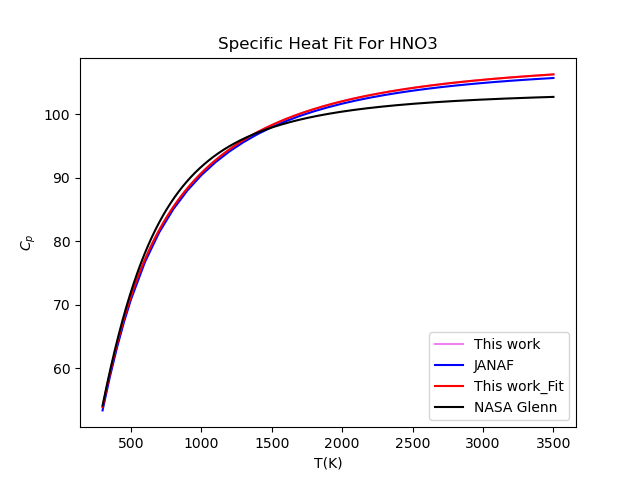 Specific Heat Fit For HNO3
100
90
80
70
60
C_p
500 1000 1500 2000 2500 3000 3500
T(K)
This work
JANAF
This work_Fit
NASA Glenn